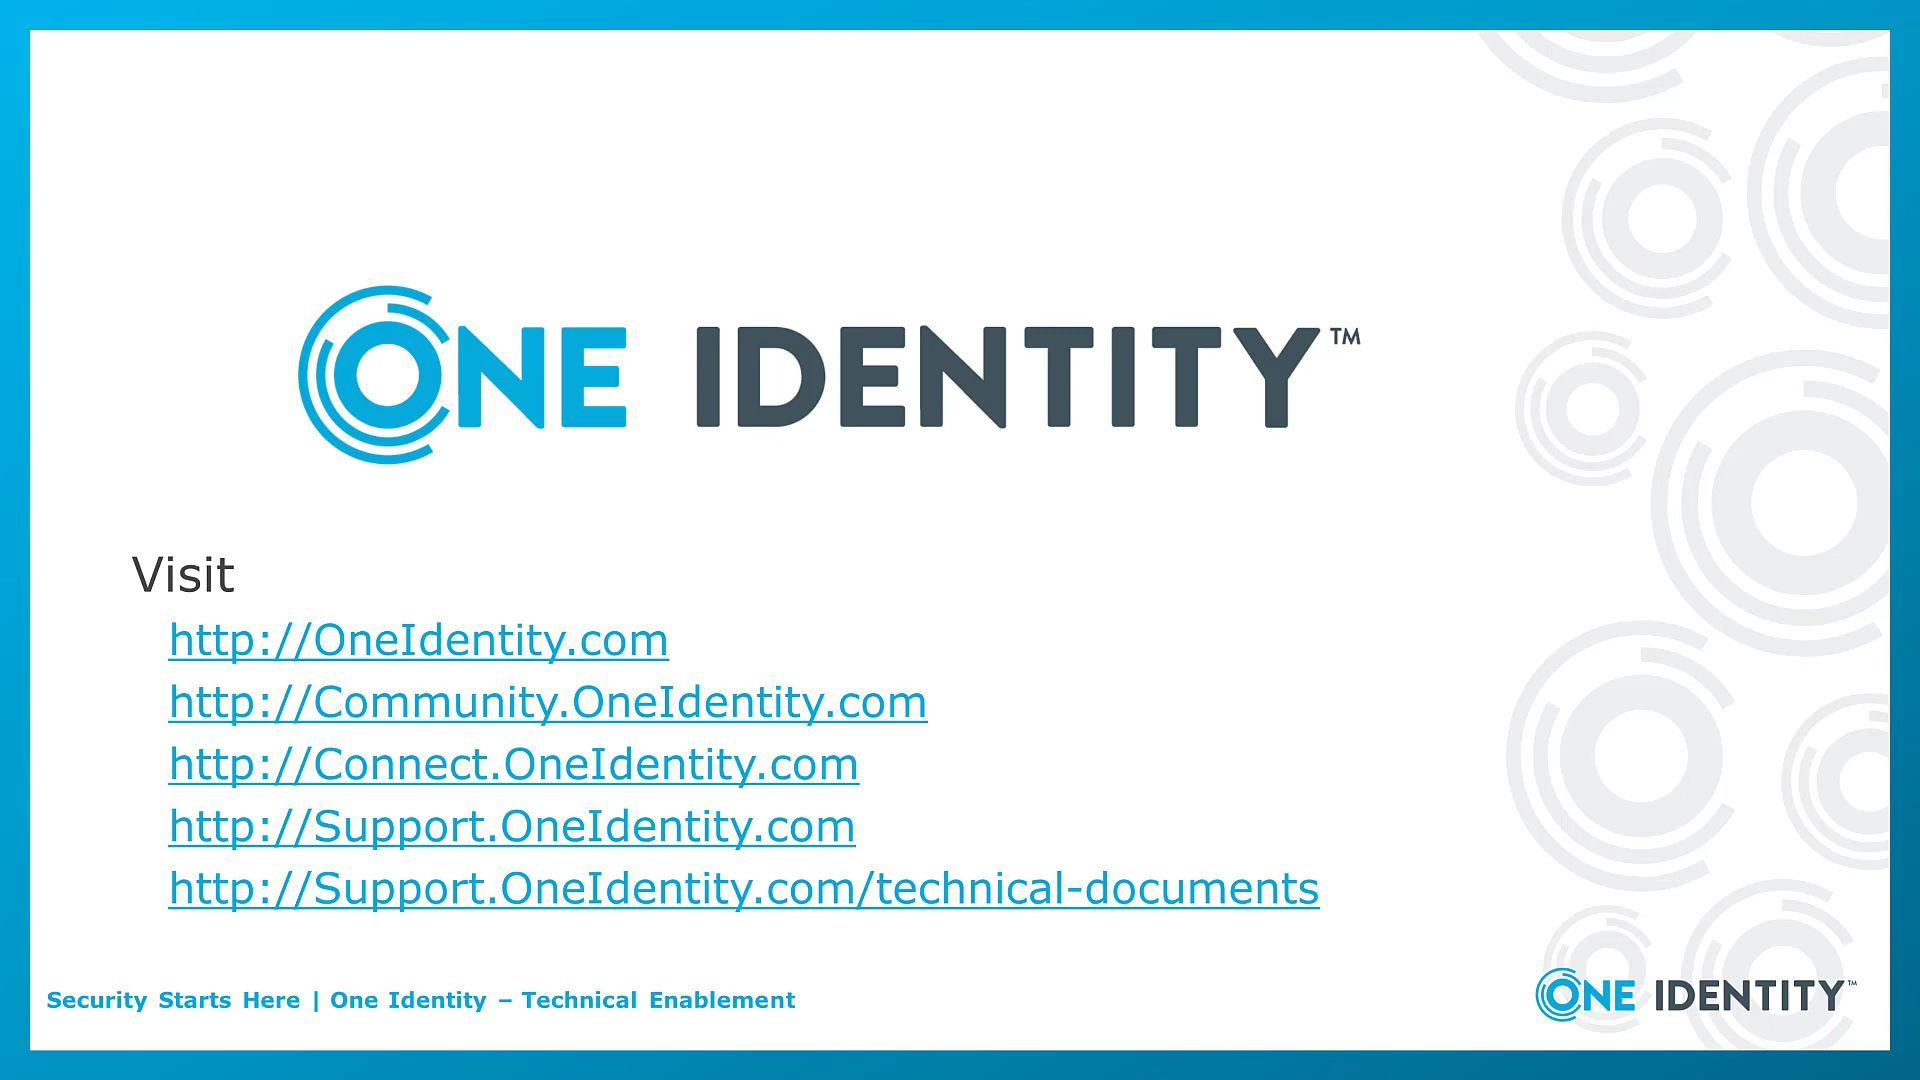 ONE IDENTITY™
Visit
http://OneIdentity.com
http://Community.OneIdentity.com
http://Connect.OneIdentity.com
http://Support.OneIdentity.com
http://Support.OneIdentity.com/technical-documents
Security Starts Here | One Identity – Technical Enablement
ONE IDENTITY™